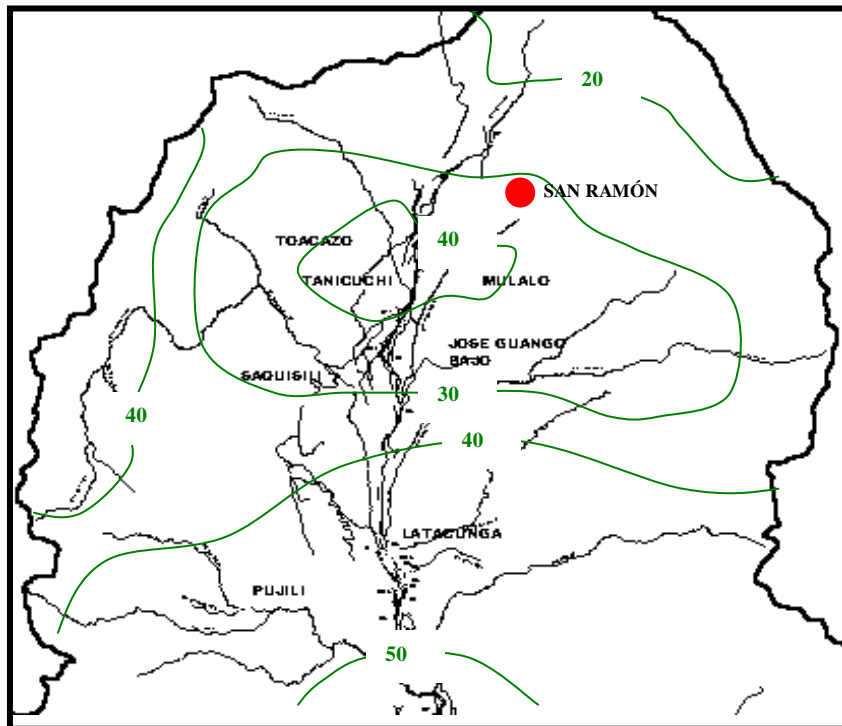 20
SAN RAMÓN
TOACAZO
40
TANICUCHI
MULALO
JOSE GUANGO
BAJO
SAQUISILI
30
40
40
LATACUNGA
PUJILI
50